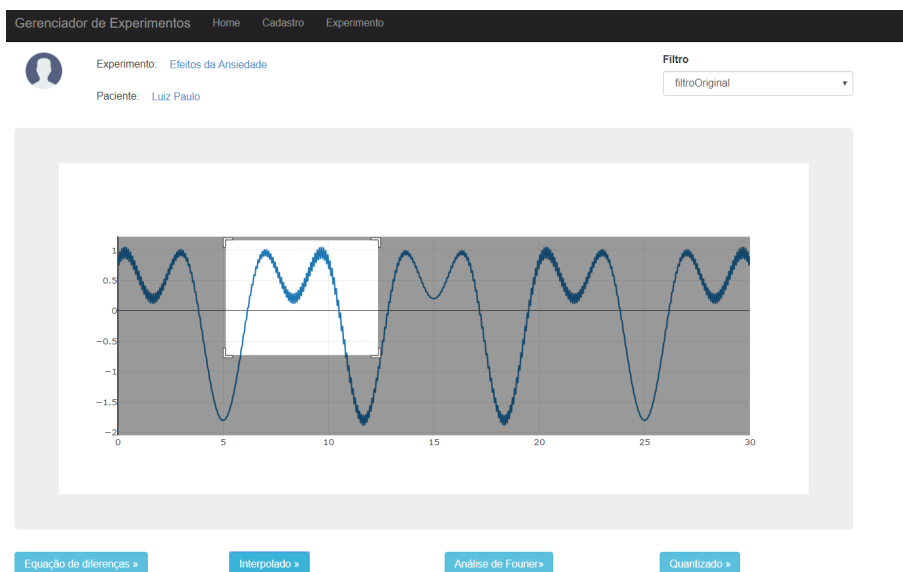 Gerenciador de Experimentos Home Cadastro Experimento
Experimento: Efeitos da Ansiedade
Paciente: Luiz Paulo
Filtro
filtroOriginal
1
0.5
0
−0.5
−1
−1.5
−2
0 5 10 15 20 25 30
Equação de diferenças »
Interpolado »
Análise de Fourier»
Quantizado »